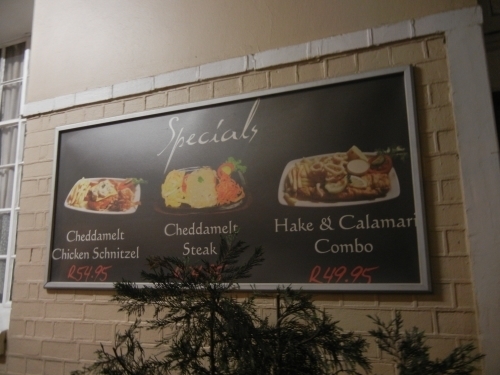 Specials
Cheddamelt
Chicken Schnitzel
R54.95
Cheddamelt
Steak
Hake & Calamari
Combo
R49.95